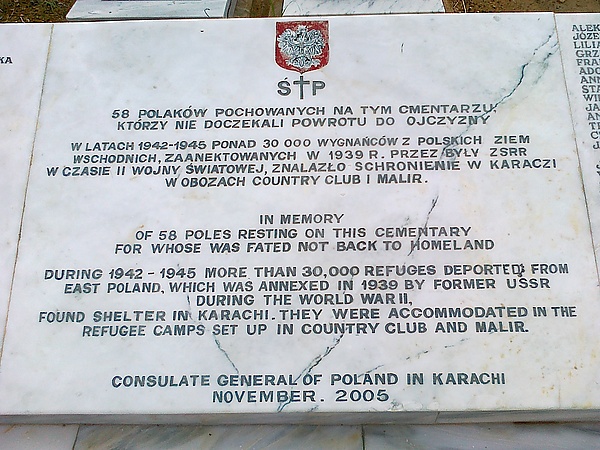 KA
Ś†P
58 POLAKÓW POCHOWANYCH NA TYM CMENTARZU,
KTÓRZY NIE DOCZEKALI POWROTU DO OJCZYZNY
W LATACH 1942-1945 PONAD 30 000 WYGNAŃCÓW Z POLSKICH ZIEM
WSCHODNICH, ZAANEKTOWANYCH W 1939 R. PRZEZ BYŁY ZSRR
W CZASIE II WOJNY ŚWIATOWEJ, ZNALAZŁO SCHRONIENIE W KARACZI
W OBOZACH COUNTRY CLUB I MALIR.
IN MEMORY
OF 58 POLES RESTING ON THIS CEMENTARY
FOR WHOSE WAS FATED NOT BACK TO HOMELAND
DURING 1942 - 1945 MORE THAN 30,000 REFUGES DEPORTED FROM
EAST POLAND, WHICH WAS ANNEXED IN 1939 BY FORMER USSR
DURING THE WORLD WAR II,
FOUND SHELTER IN KARACHI. THEY WERE ACCOMMODATED IN THE
REFUGEE CAMPS SET UP IN COUNTRY CLUB AND MALIR.
CONSULATE GENERAL OF POLAND IN KARACHI
NOVEMBER. 2005